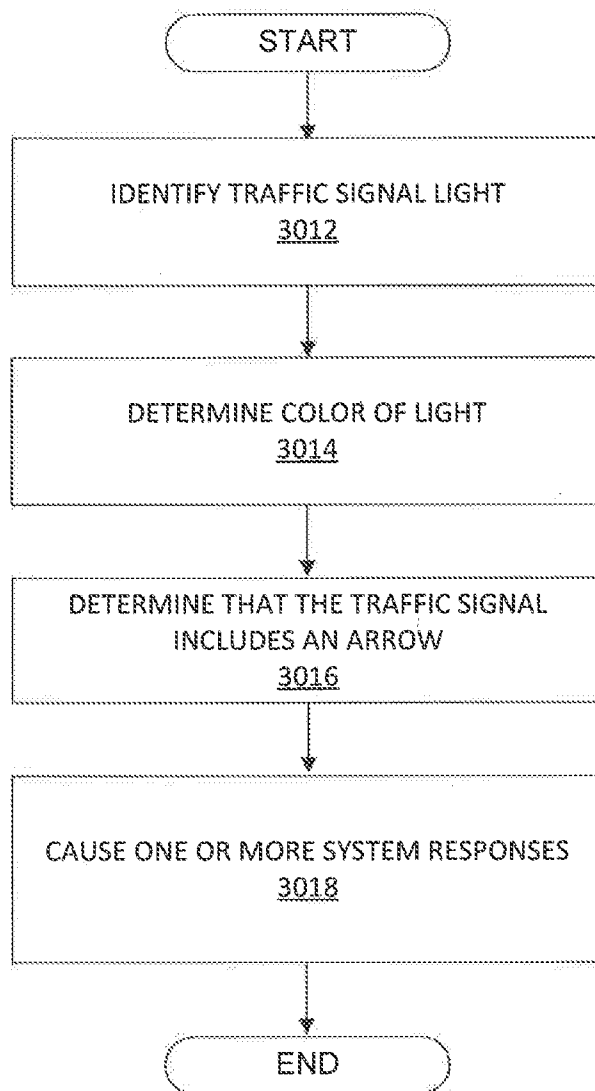 START
IDENTIFY TRAFFIC SIGNAL LIGHT
3012
DETERMINE COLOR OF LIGHT
3014
DETERMINE THAT THE TRAFFIC SIGNAL
INCLUDES AN ARROW
3016
CAUSE ONE OR MORE SYSTEM RESPONSES
3018
END